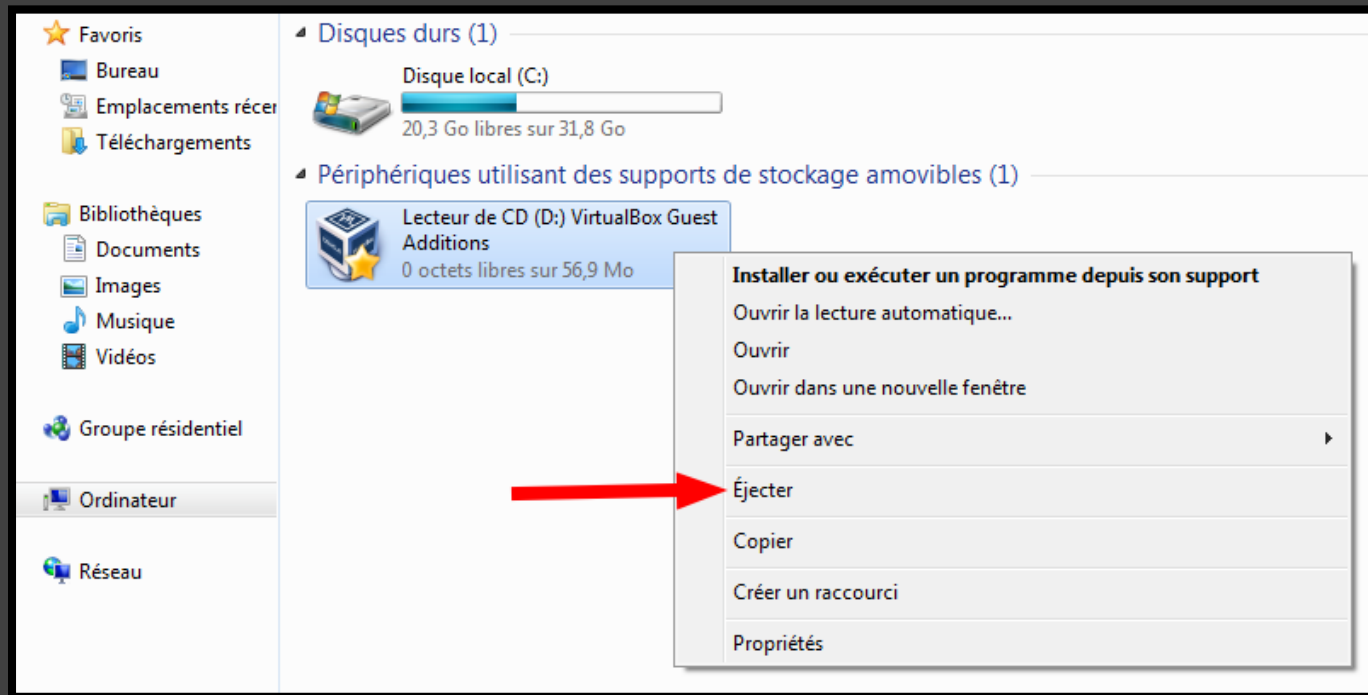 Favoris
Bureau
Emplacements récer
Téléchargements
Bibliothèques
Documents
Images
Musique
Vidéos
Groupe résidentiel
Ordinateur
Réseau
Disques durs (1)
Disque local (C:)
20,3 Go libres sur 31,8 Go
Périphériques utilisant des supports de stockage amovibles (1)
Lecteur de CD (D:) VirtualBox Guest
Additions
0 octets libres sur 56,9 Mo
Installer ou exécuter un programme depuis son support
Ouvrir la lecture automatique...
Ouvrir
Ouvrir dans une nouvelle fenêtre
Partager avec
Éjecter
Copier
Créer un raccourci
Propriétés